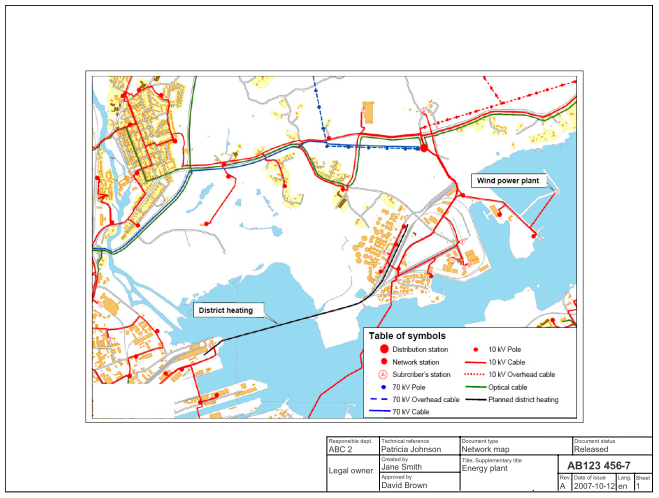 Wind power plant
District heating
Table of symbols
Distribution station
Network station
Subcriber's station
70 kV Pole
70 kV Overhead cable
70 kV Cable
10 kV Pole
10 kV Cable
10 kV Overhead cable
Optical cable
Planned district heating
Responsible dept.
ABC 2
Technical reference
Patricia Johnson
Document type
Network map
Document status
Released
Legal owner
Created by
Jane Smith
Approved by
David Brown
Title, Supplementary title
Energy plant
AB123 456-7
Rev.
A
Date of issue
2007-10-12
Lang.
en
Sheet
1